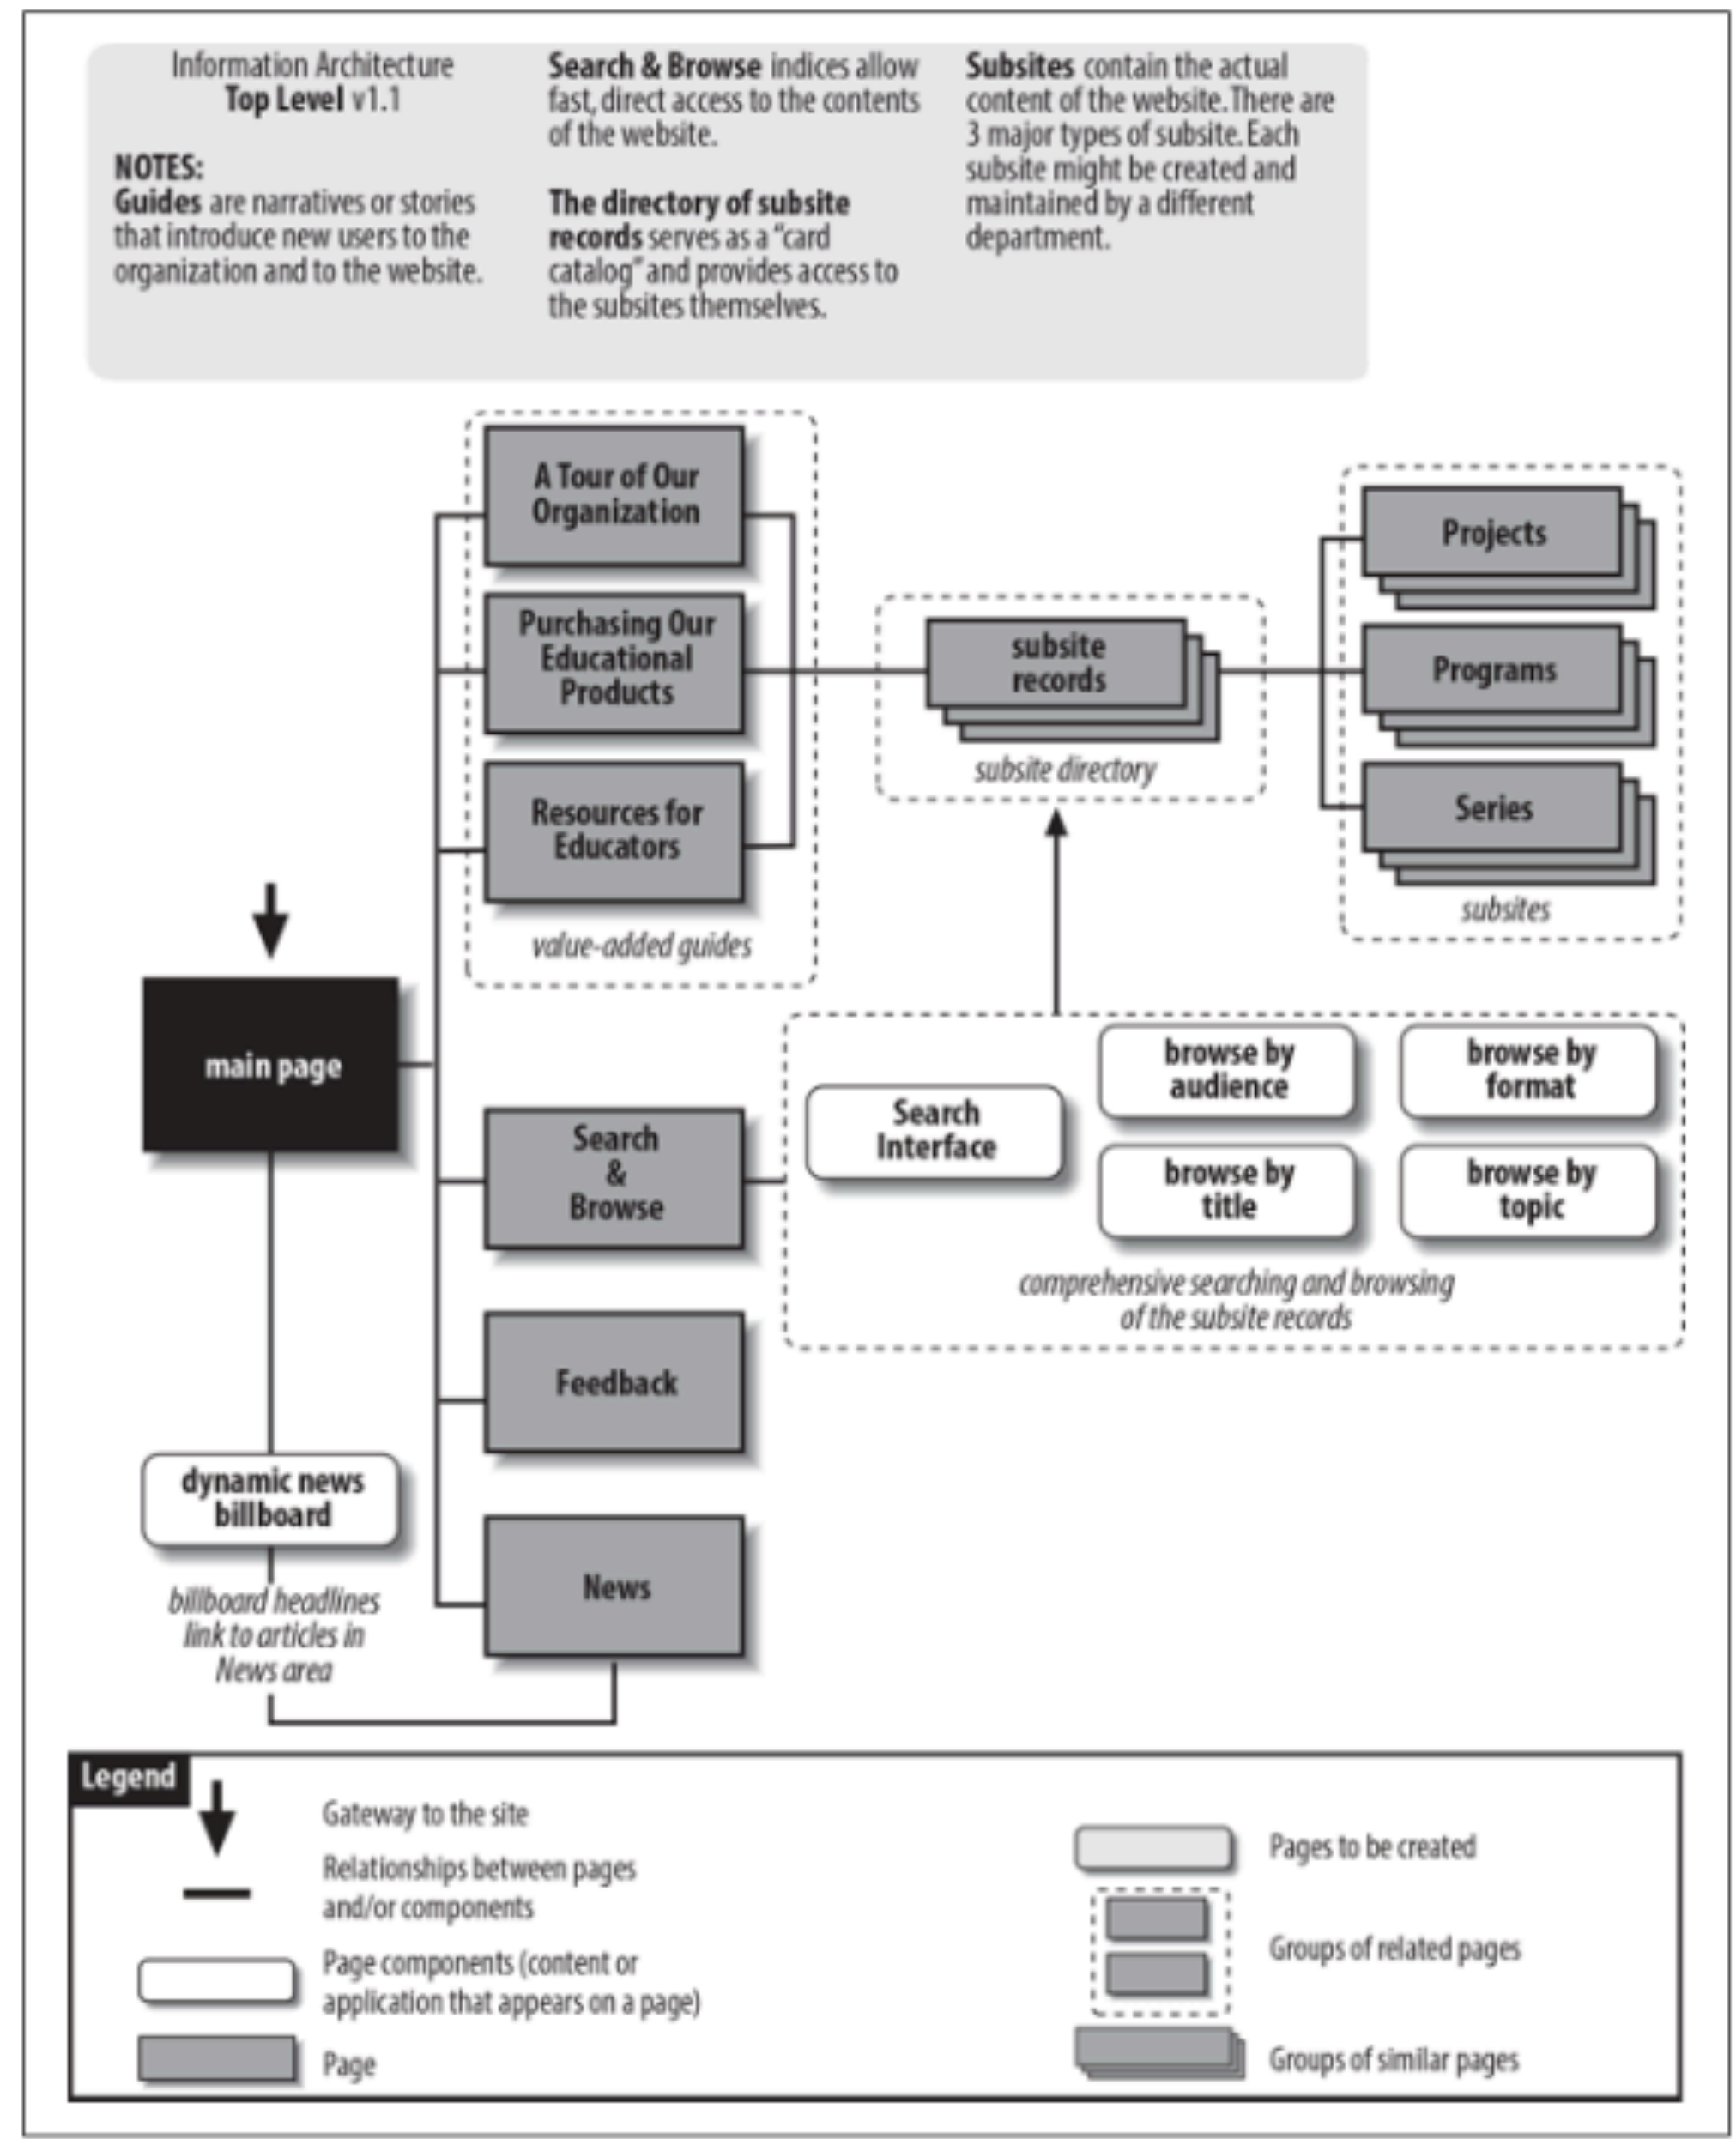 Information Architecture
Top Level v1.1
NOTES:
Guides are narratives or stories
that introduce new users to the
organization and to the website.
Search & Browse indices allow
fast, direct access to the contents
of the website.
The directory of subsite
records serves as a "card
catalog" and provides access to
the subsites themselves.
Subsites contain the actual
content of the website. There are
3 major types of subsite. Each
subsite might be created and
maintained by a different
department.
A Tour of Our
Organization
Purchasing Our
Educational
Products
Resources for
Educators
value-added guides
subsite
records
subsite directory
Projects
Programs
Series
subsites
main page
Search
&
Browse
Search
Interface
browse by
audience
browse by
format
browse by
title
browse by
topic
comprehensive searching and browsing
of the subsite records
Feedback
dynamic news
billboard
billboard headlines
link to articles in
News area
News
Legend
Gateway to the site
Relationships between pages
and/or components
Page components (content or
application that appears on a page)
Page
Pages to be created
Groups of related pages
Groups of similar pages